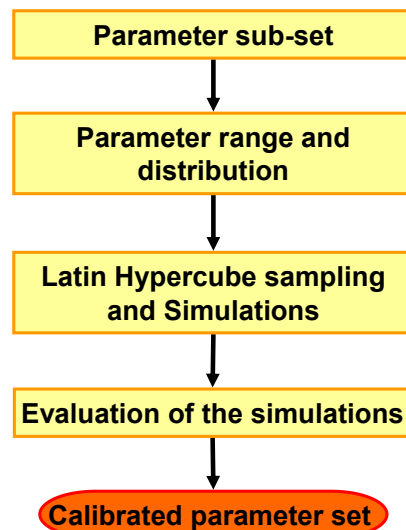 Parameter sub-set
Parameter range and
distribution
Latin Hypercube sampling
and Simulations
Evaluation of the simulations
Calibrated parameter set